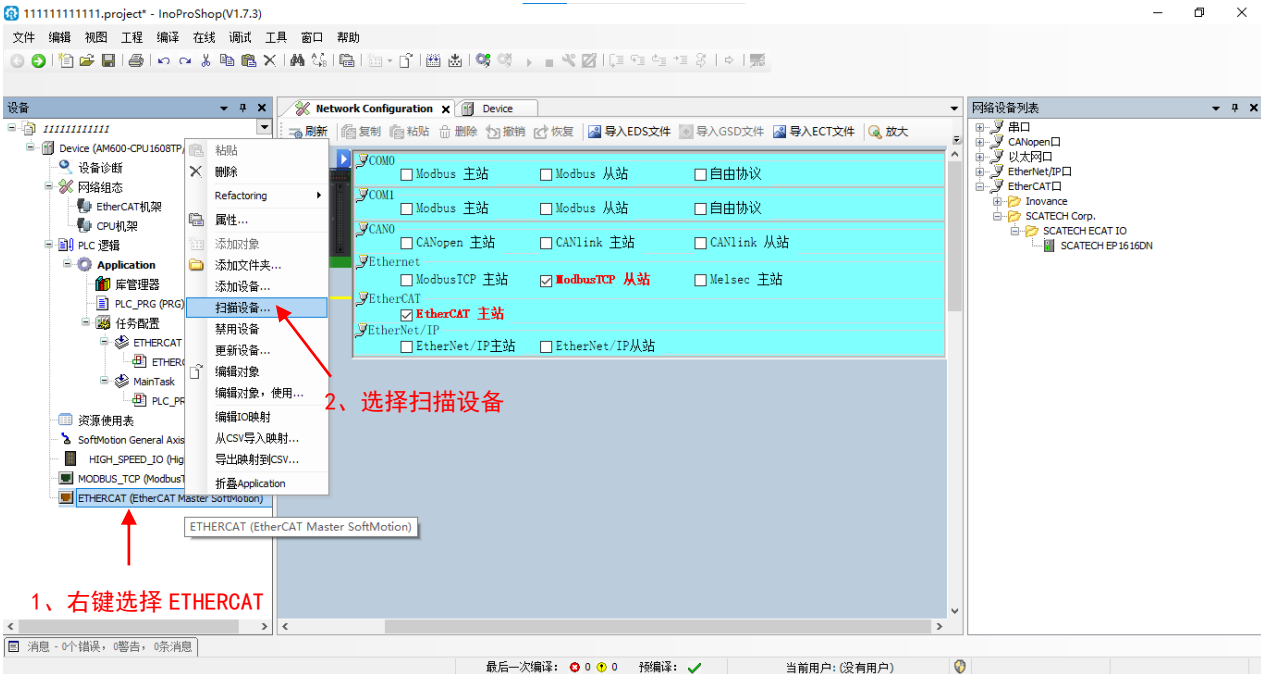 111111111111.project* - InoProShop(V1.7.3)
文件 编辑 视图 工程 编译 在线 调试 工具 窗口 帮助
设备
111111111111
Device (AM600-CPU1608TP/
设备诊断
网络组态
EtherCAT机架
CPU机架
PLC 逻辑
Application
库管理器
PLC_PRG (PRG)
任务配置
ETHERCAT
ETHERC
MainTask
PLC_PR
资源使用表
SoftMotion General Axis
HIGH_SPEED_IO (Hig
MODBUS_TCP (ModbusT
ETHERCAT (EtherCAT Master SoftMotion)
粘贴
删除
Refactoring
属性...
添加对象
添加文件夹...
添加设备...
扫描设备...
禁用设备
更新设备...
编辑对象
编辑对象，使用...
编辑IO映射
从CSV导入映射...
导出映射到CSV...
折叠Application
ETHERCAT (EtherCAT Master SoftMotion)
1、右键选择 ETHERCAT
2、选择扫描设备
Network Configuration Device
刷新 复制 粘贴 删除 撤销 恢复 导入EDS文件 导入GSD文件 导入ECT文件 放大
COM0
Modbus 主站 Modbus 从站 自由协议
COM1
Modbus 主站 Modbus 从站 自由协议
CAN0
CANopen 主站 CANlink 主站 CANlink 从站
Ethernet
ModbusTCP 主站 ModbusTCP 从站 Melsec 主站
EtherCAT
EtherCAT 主站
EtherNet/IP
EtherNet/IP主站 EtherNet/IP从站
网络设备列表
串口
CANopen口
以太网口
EtherNet/IP口
EtherCAT口
Inovance
SCATECH Corp.
SCATECH ECAT IO
SCATECH EP1616DN
消息 - 0个错误，0警告，0条消息
最后一次编译： 0 0 预编译： 当前用户: (没有用户)